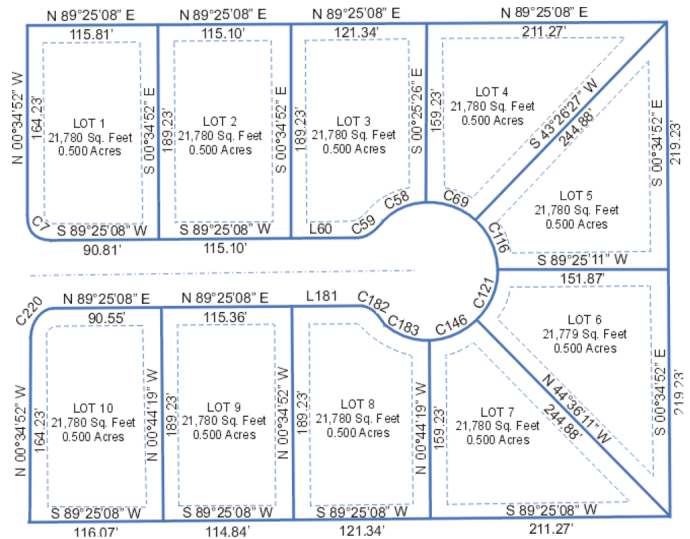 N 89°25'08" E
N 89°25'08" E
N 89°25'08" E
N 89°25'08" E
115.81'
115.10'
121.34'
211.27'
N 00°34'52" W
164.23'
LOT 1
21,780 Sq. Feet
0.500 Acres
S 00°34'52" E
189.23'
LOT 2
21,780 Sq. Feet
0.500 Acres
S 00°34'52" E
189.23'
LOT 3
21,780 Sq. Feet
0.500 Acres
S 00°25'26" E
159.23'
LOT 4
21,780 Sq. Feet
0.500 Acres
S 43°26'27" W
244.88'
LOT 5
21,780 Sq. Feet
0.500 Acres
S 00°34'52" E
219.23'
C7
S 89°25'08" W
90.81'
S 89°25'08" W
115.10'
L60
C59
C58
C69
C116
S 89°25'11" W
151.87'
C121
C220
N 89°25'08" E
90.55'
N 89°25'08" E
115.36'
L181
C182
C183
C146
N 00°34'52" W
164.23'
LOT 10
21,780 Sq. Feet
0.500 Acres
N 00°44'19" W
189.23'
LOT 9
21,780 Sq. Feet
0.500 Acres
N 00°34'52" W
189.23'
LOT 8
21,780 Sq. Feet
0.500 Acres
N 00°44'19" W
159.23'
LOT 7
21,780 Sq. Feet
0.500 Acres
N 44°36'11" W
244.88'
LOT 6
21,779 Sq. Feet
0.500 Acres
S 00°34'52" E
219.23'
S 89°25'08" W
S 89°25'08" W
S 89°25'08" W
S 89°25'08" W
116.07'
114.84'
121.34'
211.27'